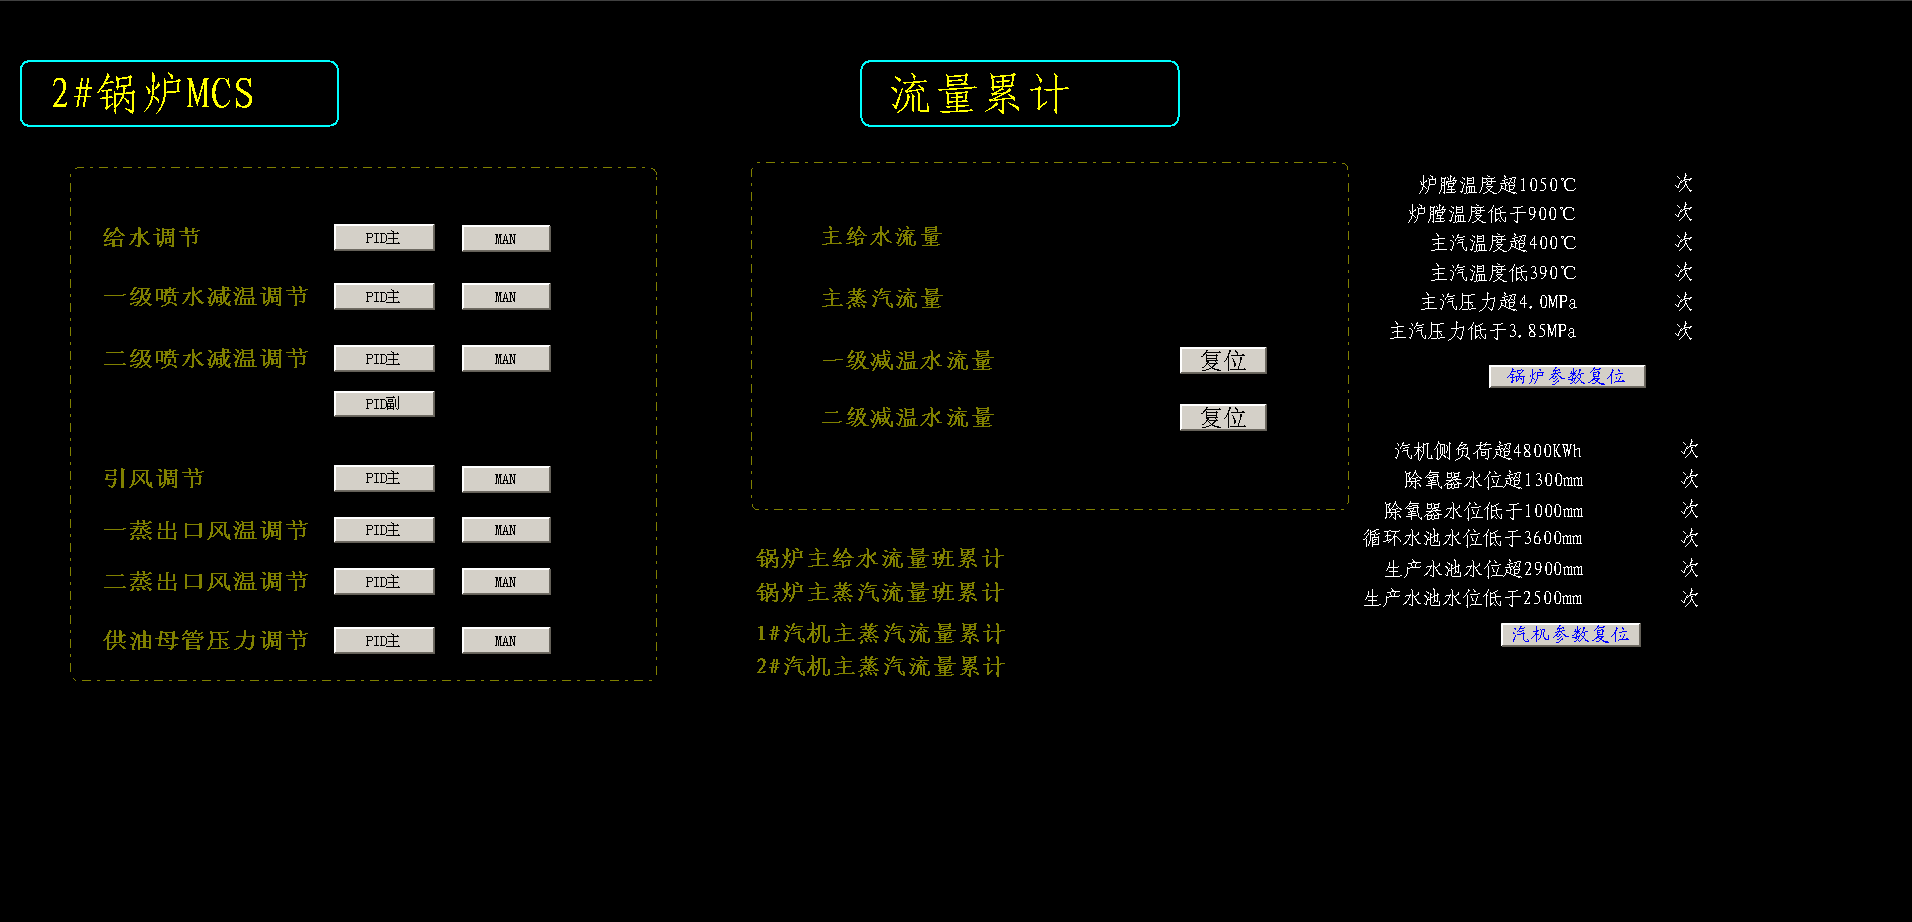 2#锅炉MCS
给水调节 PID主 MAN
一级喷水减温调节 PID主 MAN
二级喷水减温调节 PID主 MAN
PID副
引风调节 PID主 MAN
一蒸出口风温调节 PID主 MAN
二蒸出口风温调节 PID主 MAN
供油母管压力调节 PID主 MAN
流量累计
主给水流量
主蒸汽流量
一级减温水流量 复位
二级减温水流量 复位
锅炉主给水流量班累计
锅炉主蒸汽流量班累计
1#汽机主蒸汽流量累计
2#汽机主蒸汽流量累计
炉膛温度超1050℃ 次
炉膛温度低于900℃ 次
主汽温度超400℃ 次
主汽温度低390℃ 次
主汽压力超4.0MPa 次
主汽压力低于3.85MPa 次
锅炉参数复位
汽机侧负荷超4800KWh 次
除氧器水位超1300mm 次
除氧器水位低于1000mm 次
循环水池水位低于3600mm 次
生产水池水位超2900mm 次
生产水池水位低于2500mm 次
汽机参数复位